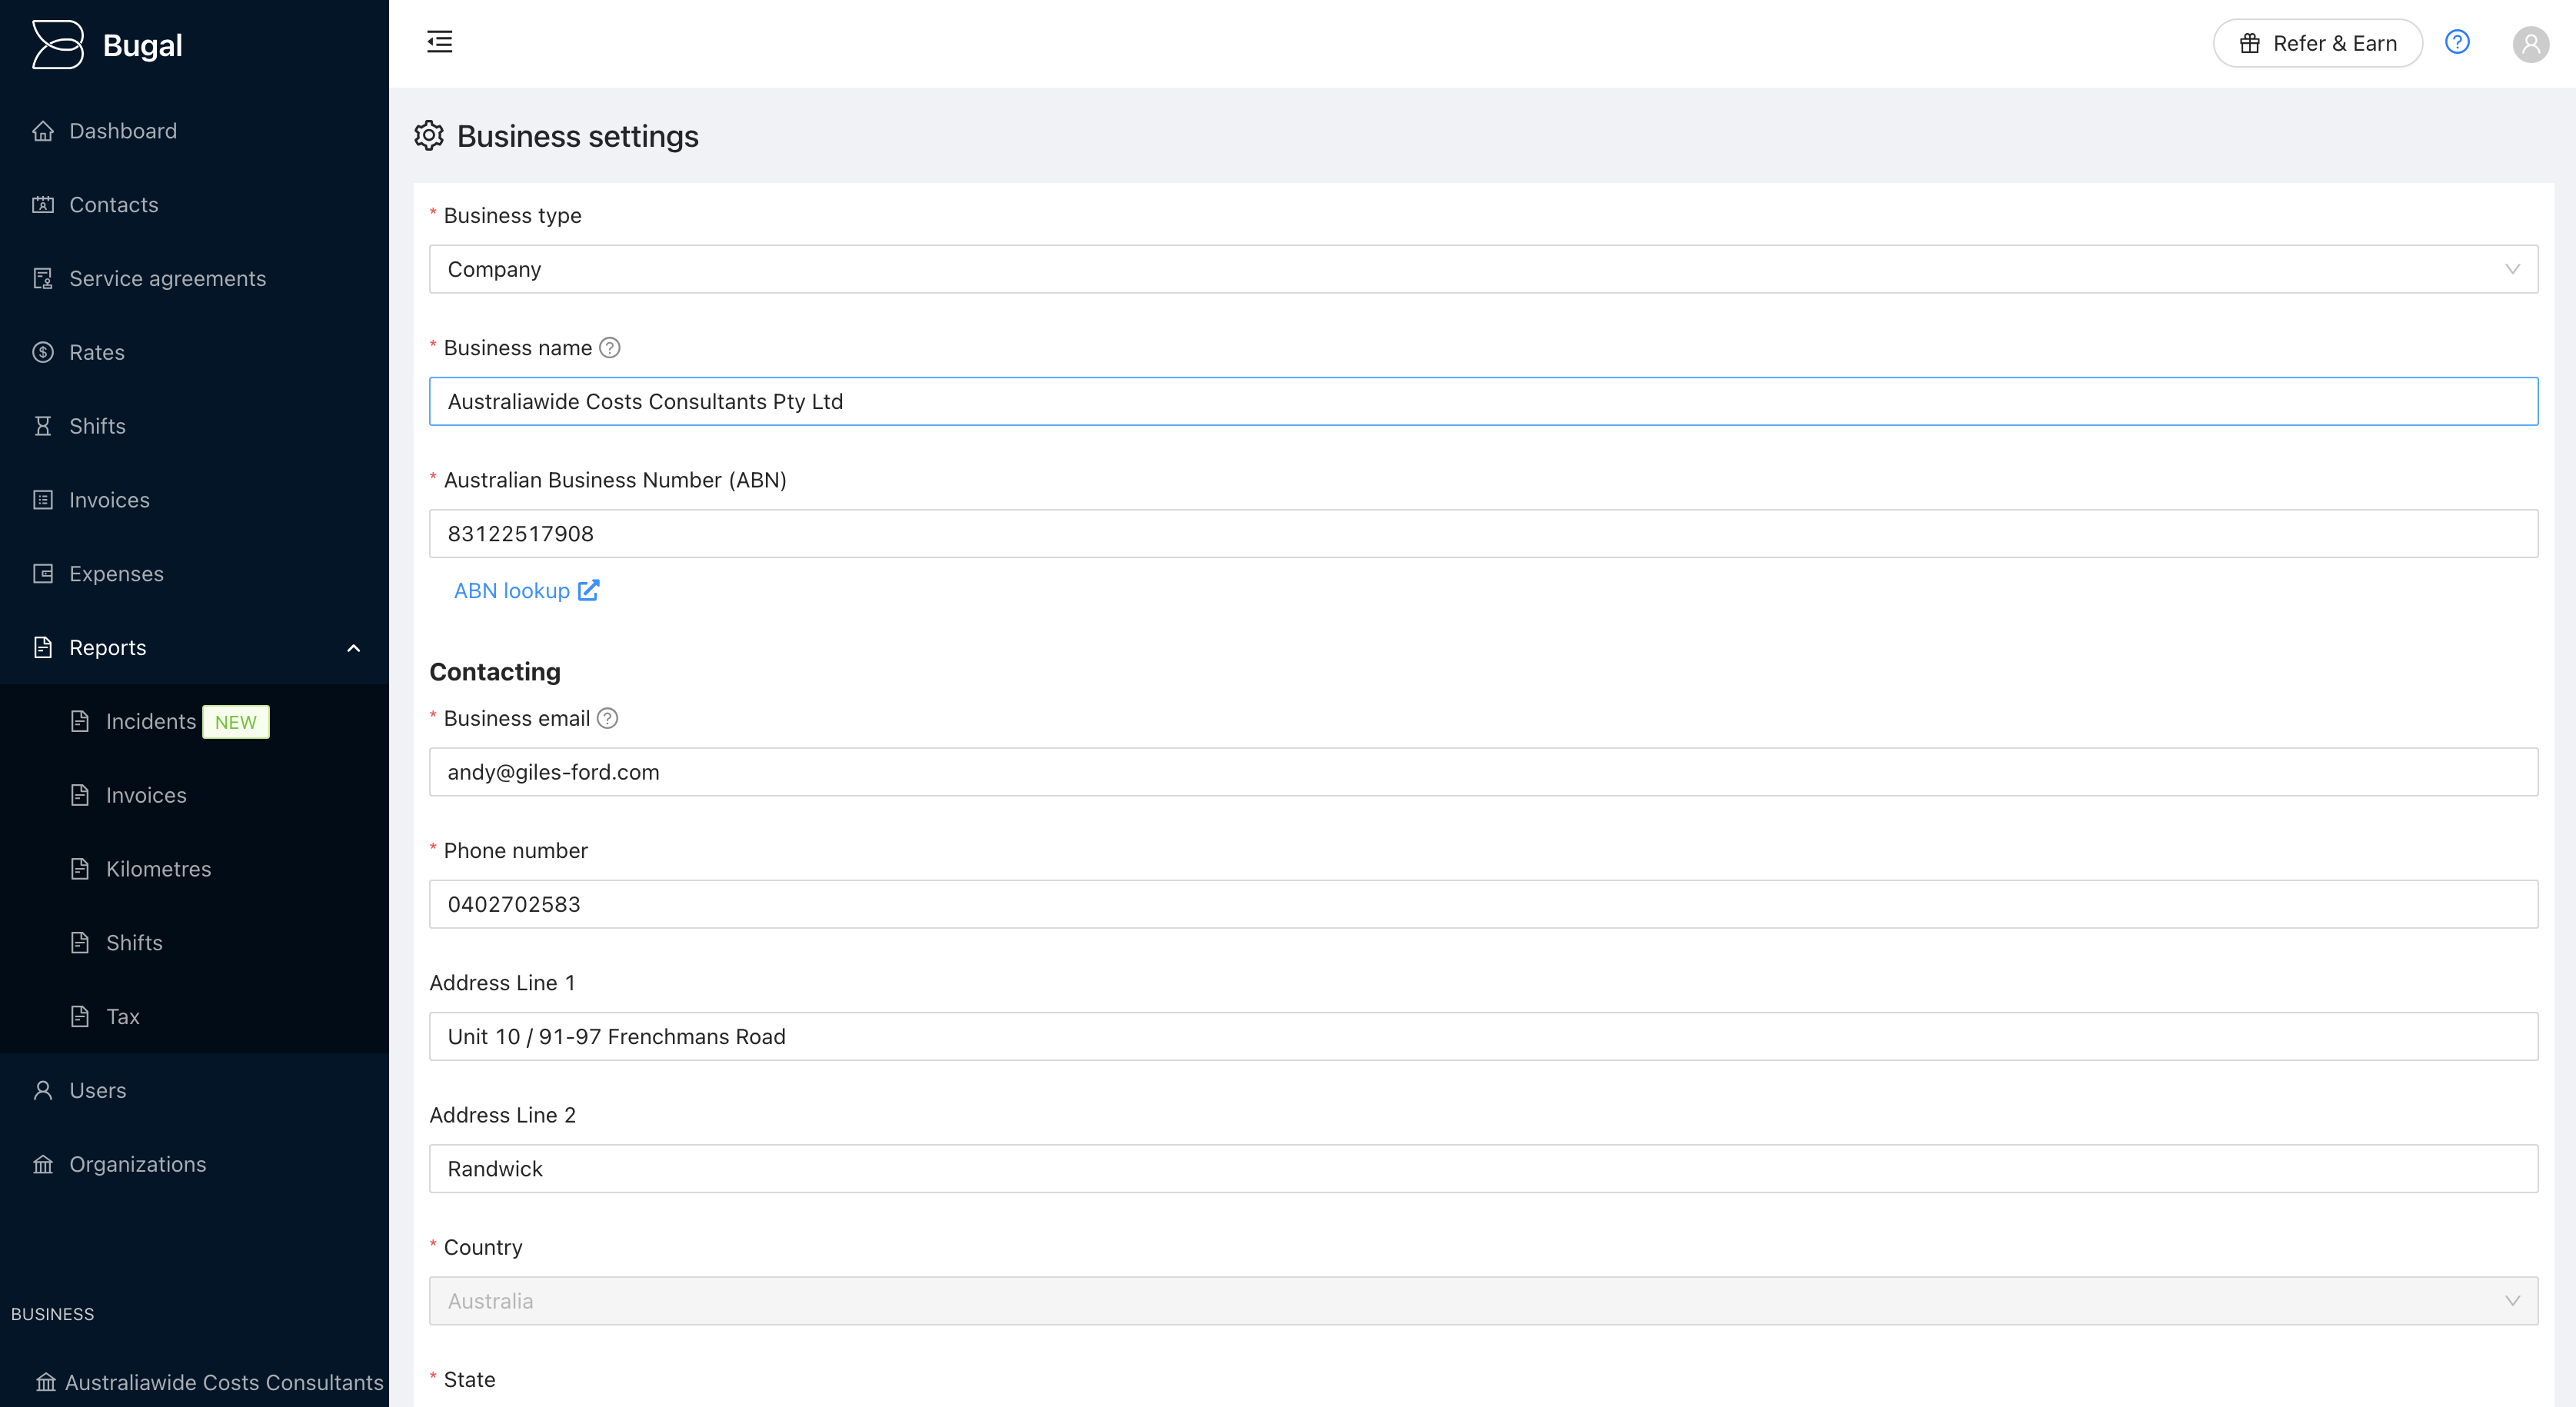 Bugal
Dashboard
Contacts
Service agreements
Rates
Shifts
Invoices
Expenses
Reports
Incidents NEW
Invoices
Kilometres
Shifts
Tax
Users
Organizations
BUSINESS
Australiawide Costs Consultants
Refer & Earn
Business settings
* Business type
Company
* Business name
Australiawide Costs Consultants Pty Ltd
* Australian Business Number (ABN)
83122517908
ABN lookup
Contacting
* Business email
andy@giles-ford.com
* Phone number
0402702583
Address Line 1
Unit 10 / 91-97 Frenchmans Road
Address Line 2
Randwick
* Country
Australia
* State